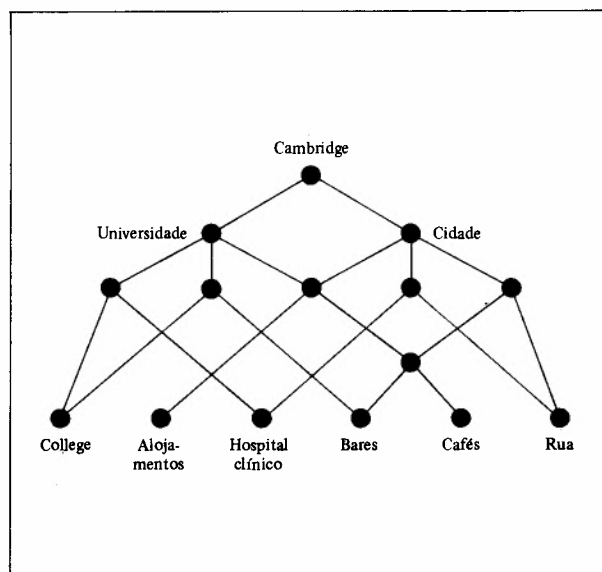 Cambridge
Universidade
Cidade
College
Aloja-
mentos
Hospital
clínico
Bares
Cafés
Rua